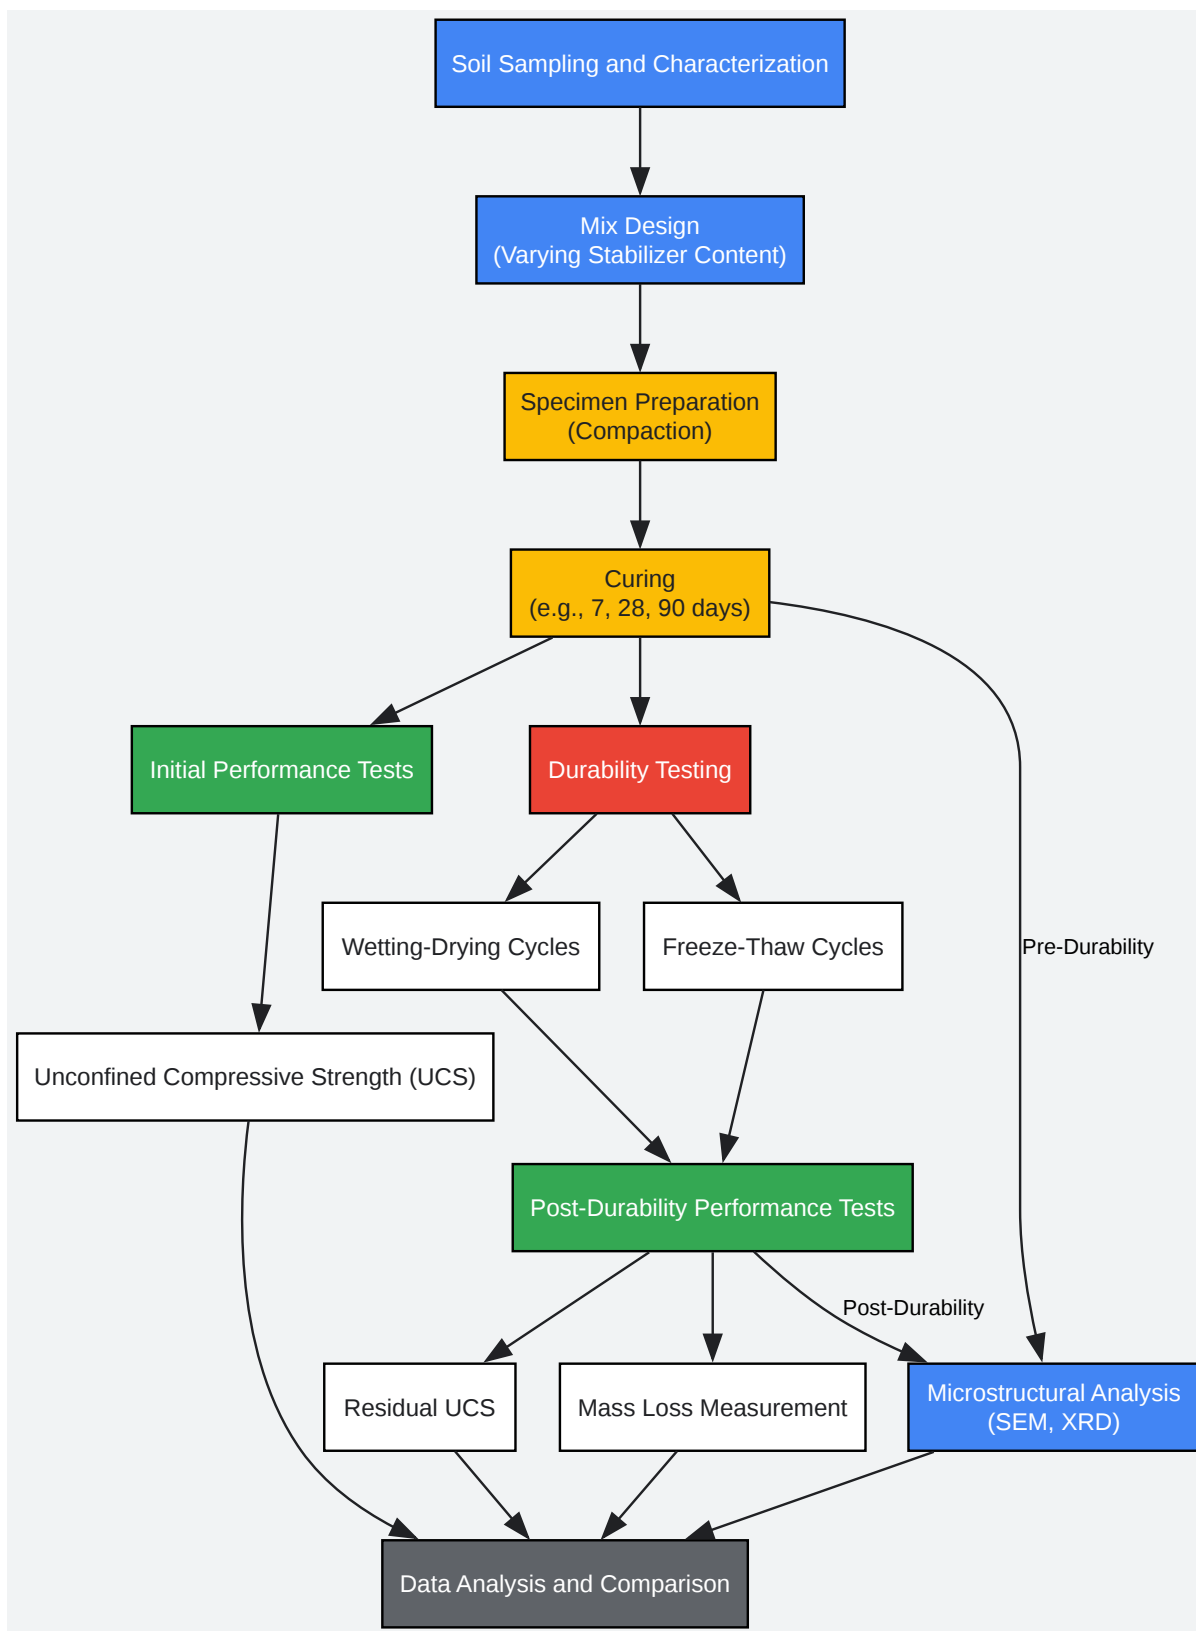 Soil Sampling and Characterization
Mix Design
(Varying Stabilizer Content)
Specimen Preparation
(Compaction)
Curing
(e.g., 7, 28, 90 days)
Initial Performance Tests
Durability Testing
Wetting-Drying Cycles
Freeze-Thaw Cycles
Pre-Durability
Unconfined Compressive Strength (UCS)
Post-Durability Performance Tests
Post-Durability
Residual UCS
Mass Loss Measurement
Microstructural Analysis
(SEM, XRD)
Data Analysis and Comparison